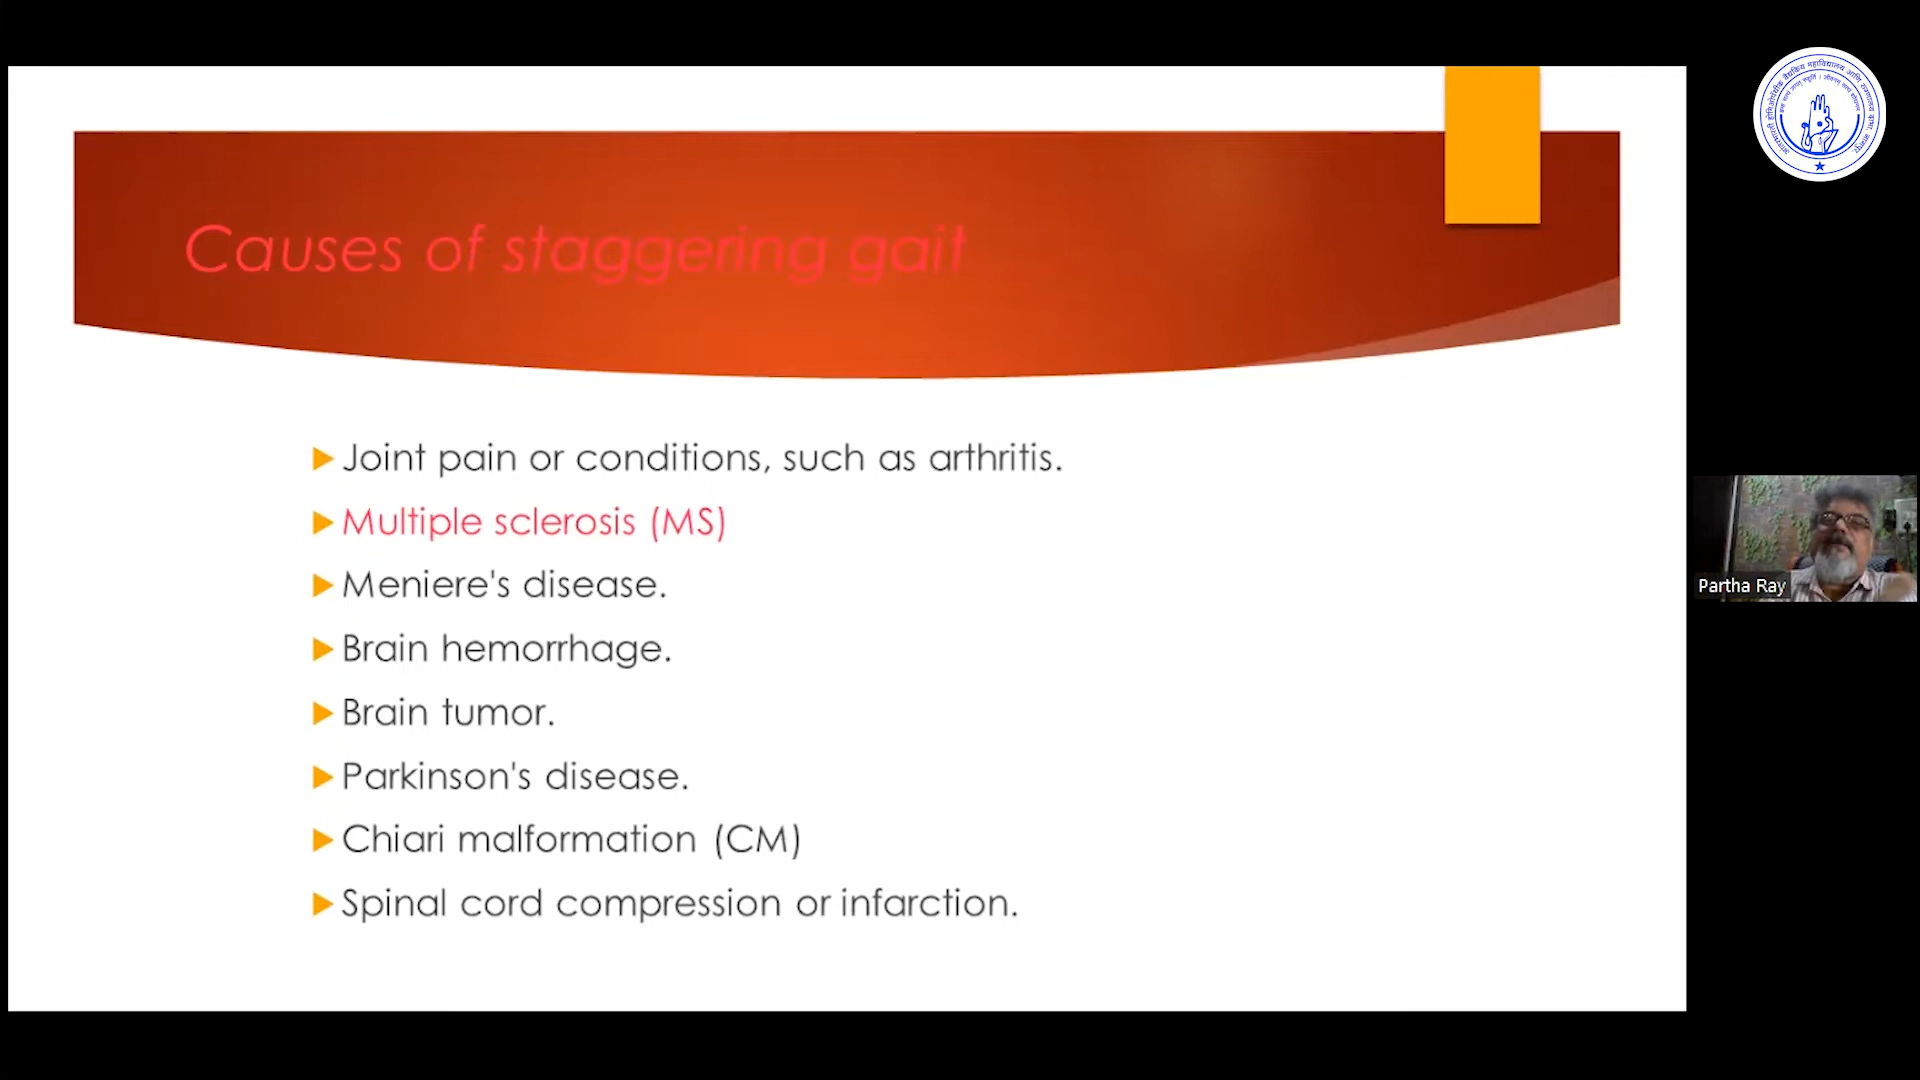 Causes of staggering gait
Joint pain or conditions, such as arthritis.
Multiple sclerosis (MS)
Meniere's disease.
Brain hemorrhage.
Brain tumor.
Parkinson's disease.
Chiari malformation (CM)
Spinal cord compression or infarction.
Partha Ray